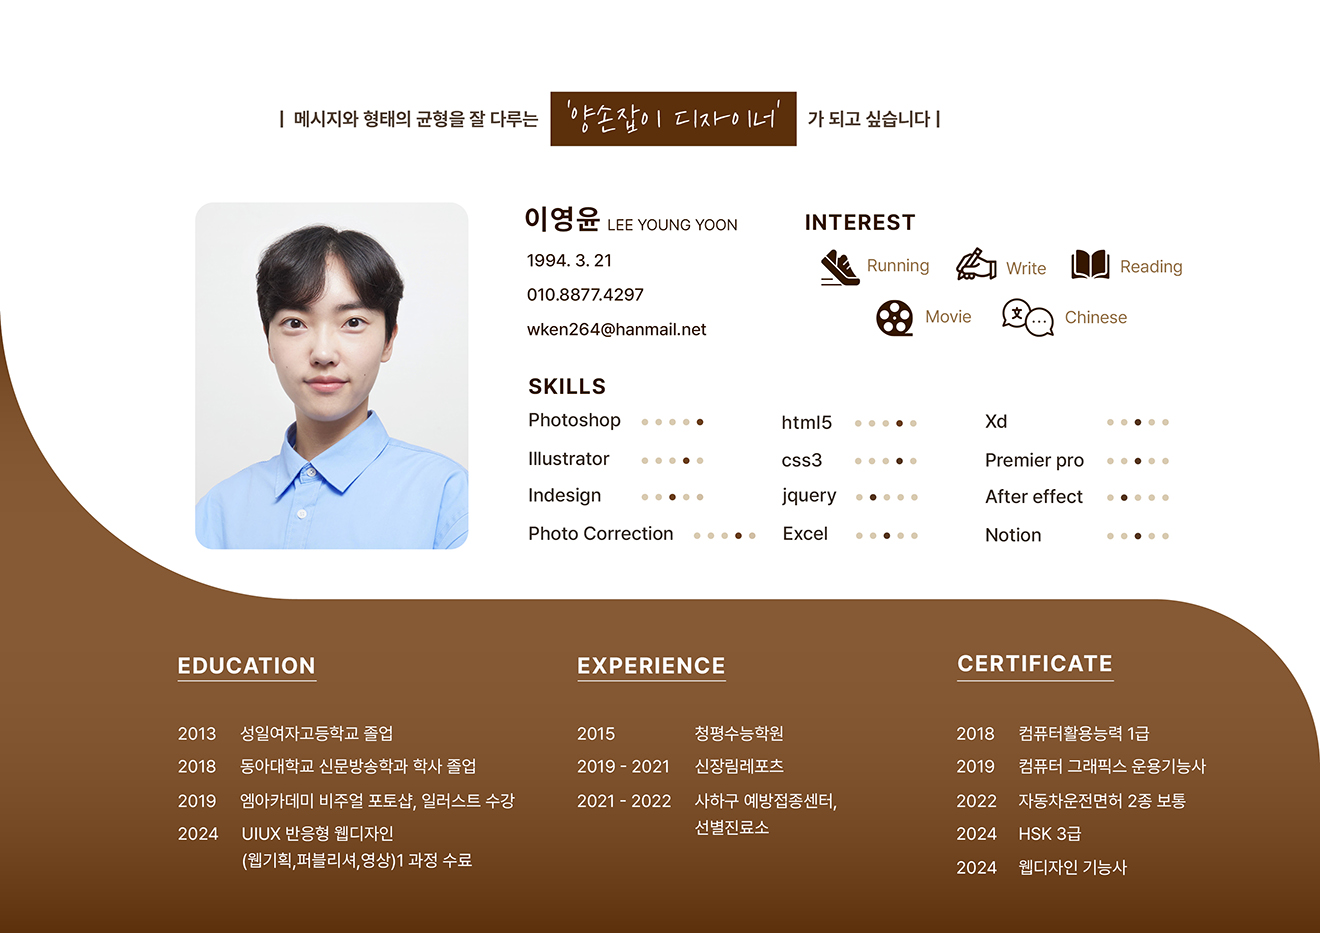 | 메시지와 형태의 균형을 잘 다루는 '양손잡이 디자이너' 가 되고 싶습니다 |
이영윤 LEE YOUNG YOON
1994. 3. 21
010.8877.4297
wken264@hanmail.net
INTEREST
Running Write Reading
Movie Chinese
SKILLS
Photoshop html5 Xd
Illustrator css3 Premier pro
Indesign jquery After effect
Photo Correction Excel Notion
EDUCATION
2013 성일여자고등학교 졸업
2018 동아대학교 신문방송학과 학사 졸업
2019 엠아카데미 비주얼 포토샵, 일러스트 수강
2024 UIUX 반응형 웹디자인
(웹기획,퍼블리셔,영상)1 과정 수료
EXPERIENCE
2015 청평수능학원
2019 - 2021 신장림레포츠
2021 - 2022 사하구 예방접종센터,
선별진료소
CERTIFICATE
2018 컴퓨터활용능력 1급
2019 컴퓨터 그래픽스 운용기능사
2022 자동차운전면허 2종 보통
2024 HSK 3급
2024 웹디자인 기능사